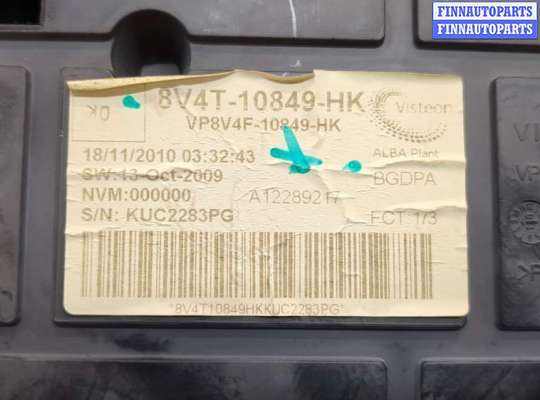 FINNAUTOPARTS
FINNAUTOPARTS
OK
8V4T-10849-HK
VP8V4F-10849-HK
Visteon
18/11/2010 03:32:43
ALBA Plant
SW: 13-Oct-2009
BGDPA
NVM:000000
A12289217
S/N: KUC2283PG
FCT 1/3
*8V4T10849HKKUC2283PG*